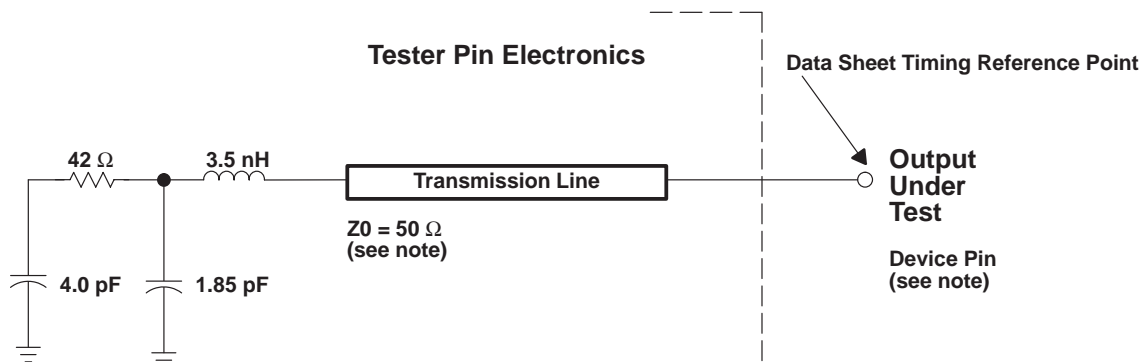 Tester Pin Electronics
Data Sheet Timing Reference Point
42 Ω
3.5 nH
Transmission Line
Output
Under
Test
Z0 = 50 Ω
(see note)
Device Pin
(see note)
4.0 pF
1.85 pF